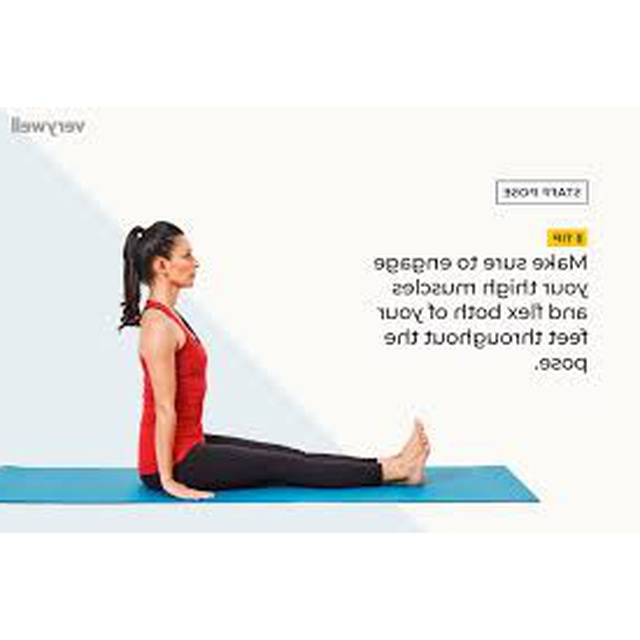 verywell
STAFF POSE
TIP
Make sure to engage
your thigh muscles
and flex both of your
feet throughout the
pose.